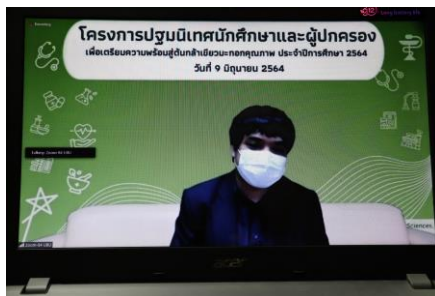 โครงการปฐมนิเทศนักศึกษาและผู้ปกครอง
เพื่อเตรียมความพร้อมสู่ต้นกล้าเขียวมะกอกคุณภาพ ประจำปีการศึกษา 2564
วันที่ 9 มิถุนายน 2564
Sciences,
acer